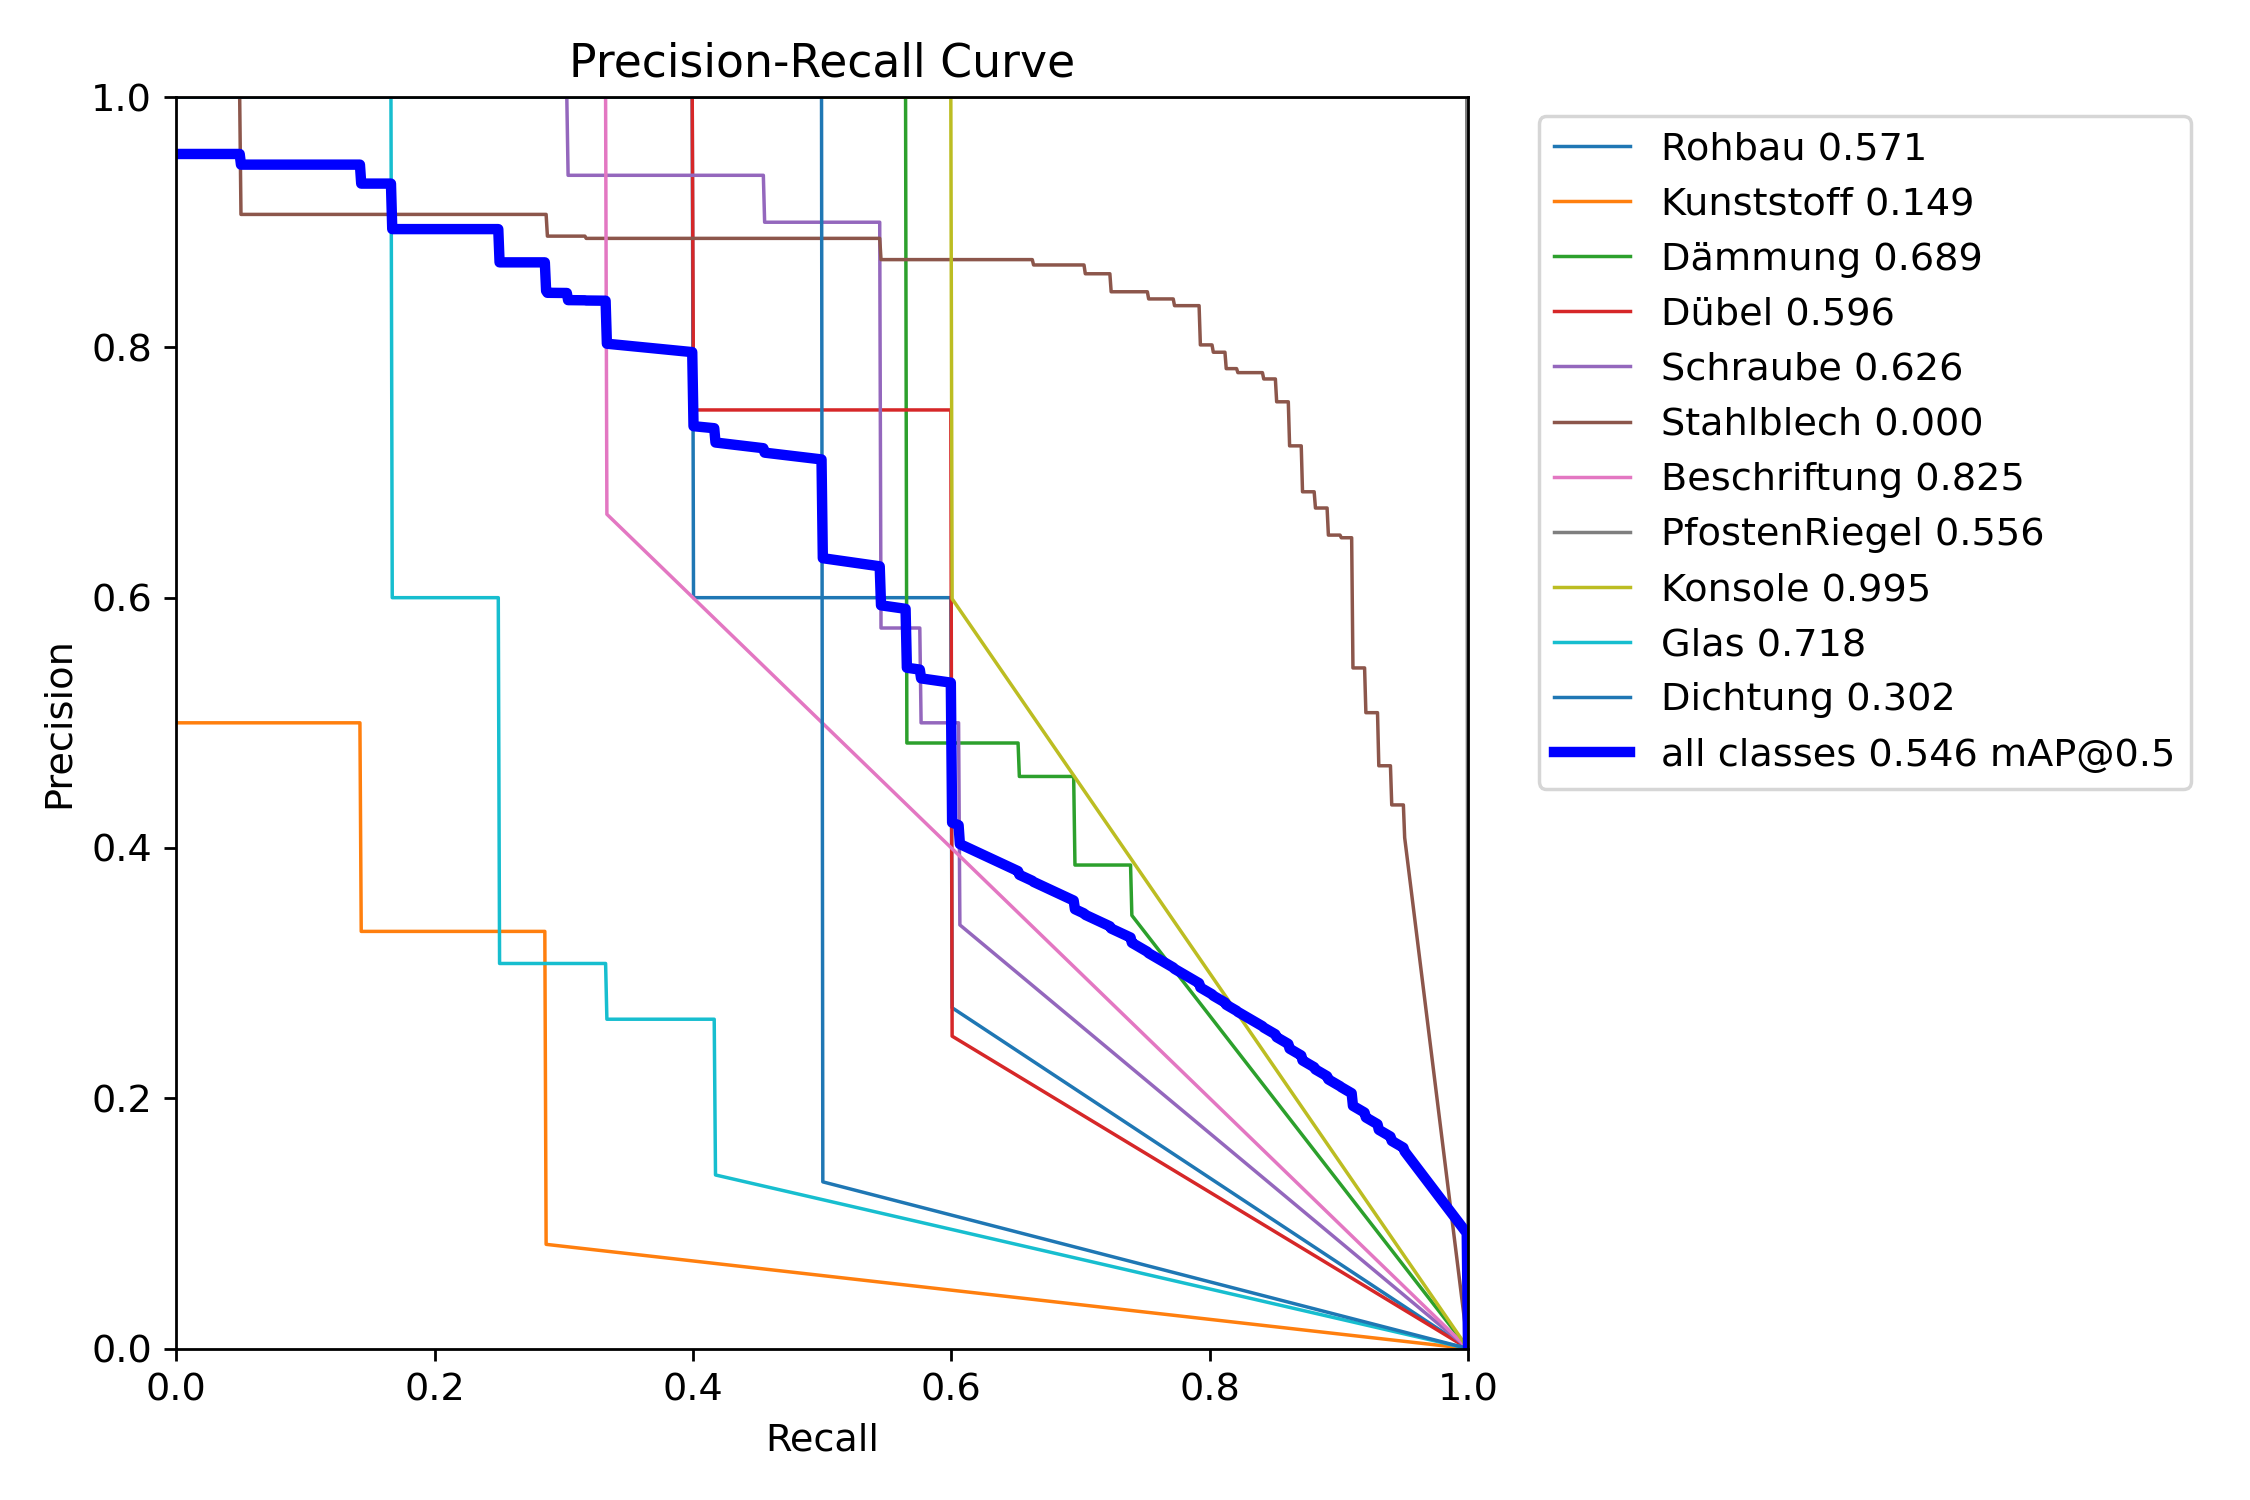 Precision-Recall Curve
1.0
0.8
0.6
0.4
0.2
0.0
Precision
0.0 0.2 0.4 0.6 0.8 1.0
Recall
Rohbau 0.571
Kunststoff 0.149
Dämmung 0.689
Dübel 0.596
Schraube 0.626
Stahlblech 0.000
Beschriftung 0.825
PfostenRiegel 0.556
Konsole 0.995
Glas 0.718
Dichtung 0.302
all classes 0.546 mAP@0.5